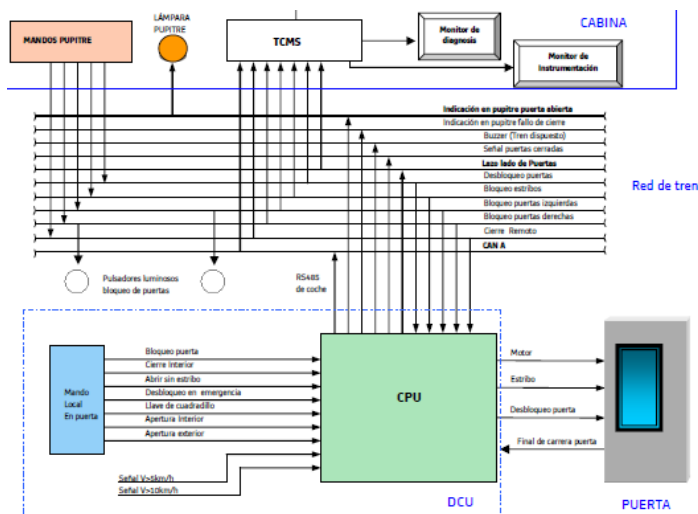 CABINA
MANDOS PUPITRE
LÁMPARA
PUPITRE
TCMS
Monitor de
diagnosis
Monitor de
Instrumentación
Indicación en pupitre puerta abierta
Indicación en pupitre fallo de cierre
Buzzer (Tren dispuesto)
Señal puertas cerradas
Lazo lado de Puertas
Desbloqueo puertas
Bloqueo estribos
Bloqueo puertas izquierdas
Bloqueo puertas derechas
Cierre Remoto
CAN A
Red de tren
Pulsadores luminosos
bloqueo de puertas
RS485
de coche
Mando
Local
En puerta
Bloqueo puerta
Cierre Interior
Abrir sin estribo
Desbloqueo en emergencia
Llave de cuadradillo
Apertura Interior
Apertura exterior
Señal V>5km/h
Señal V>10km/h
CPU
DCU
Motor
Estribo
Desbloqueo puerta
Final de carrera puerta
PUERTA